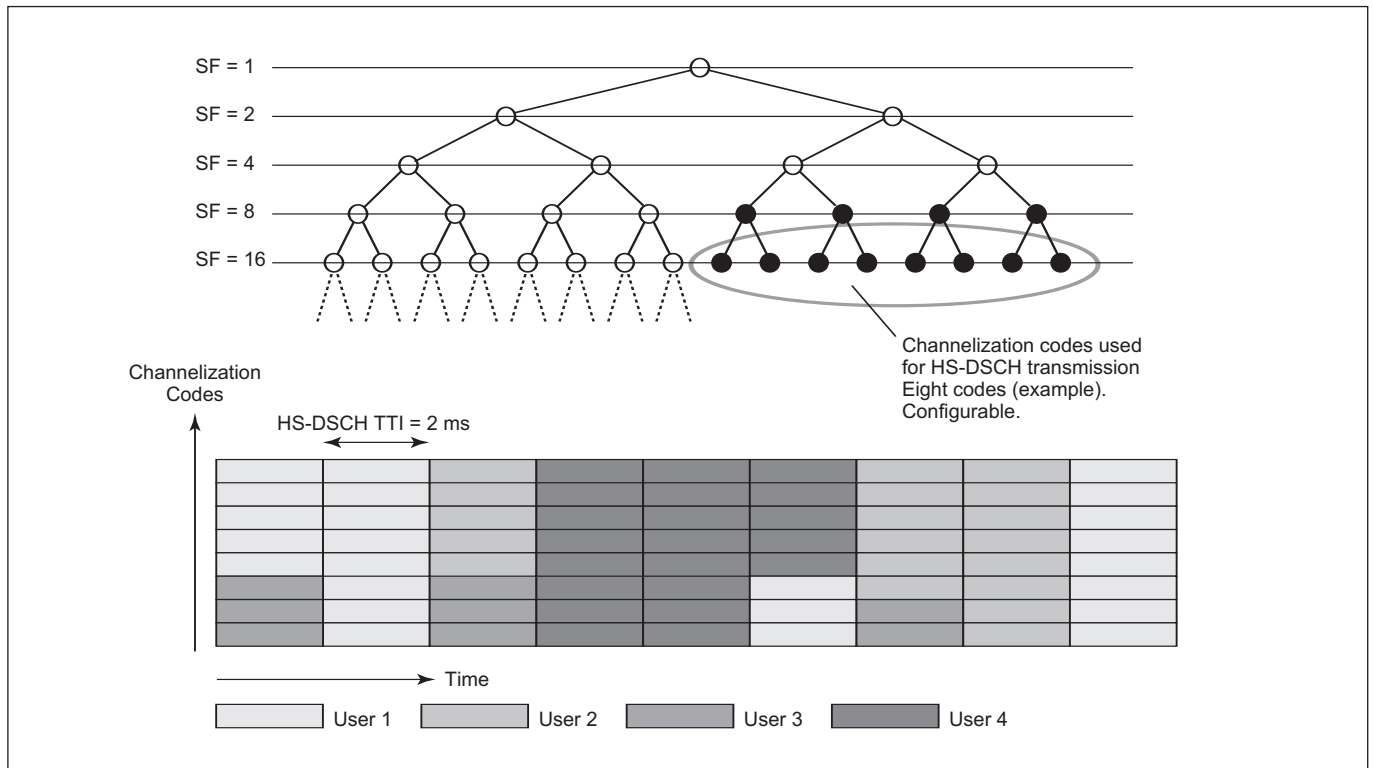 SF = 1
SF = 2
SF = 4
SF = 8
SF = 16
Channelization codes used
for HS-DSCH transmission
Eight codes (example).
Configurable.
Channelization
Codes
HS-DSCH TTI = 2 ms
Time
User 1
User 2
User 3
User 4